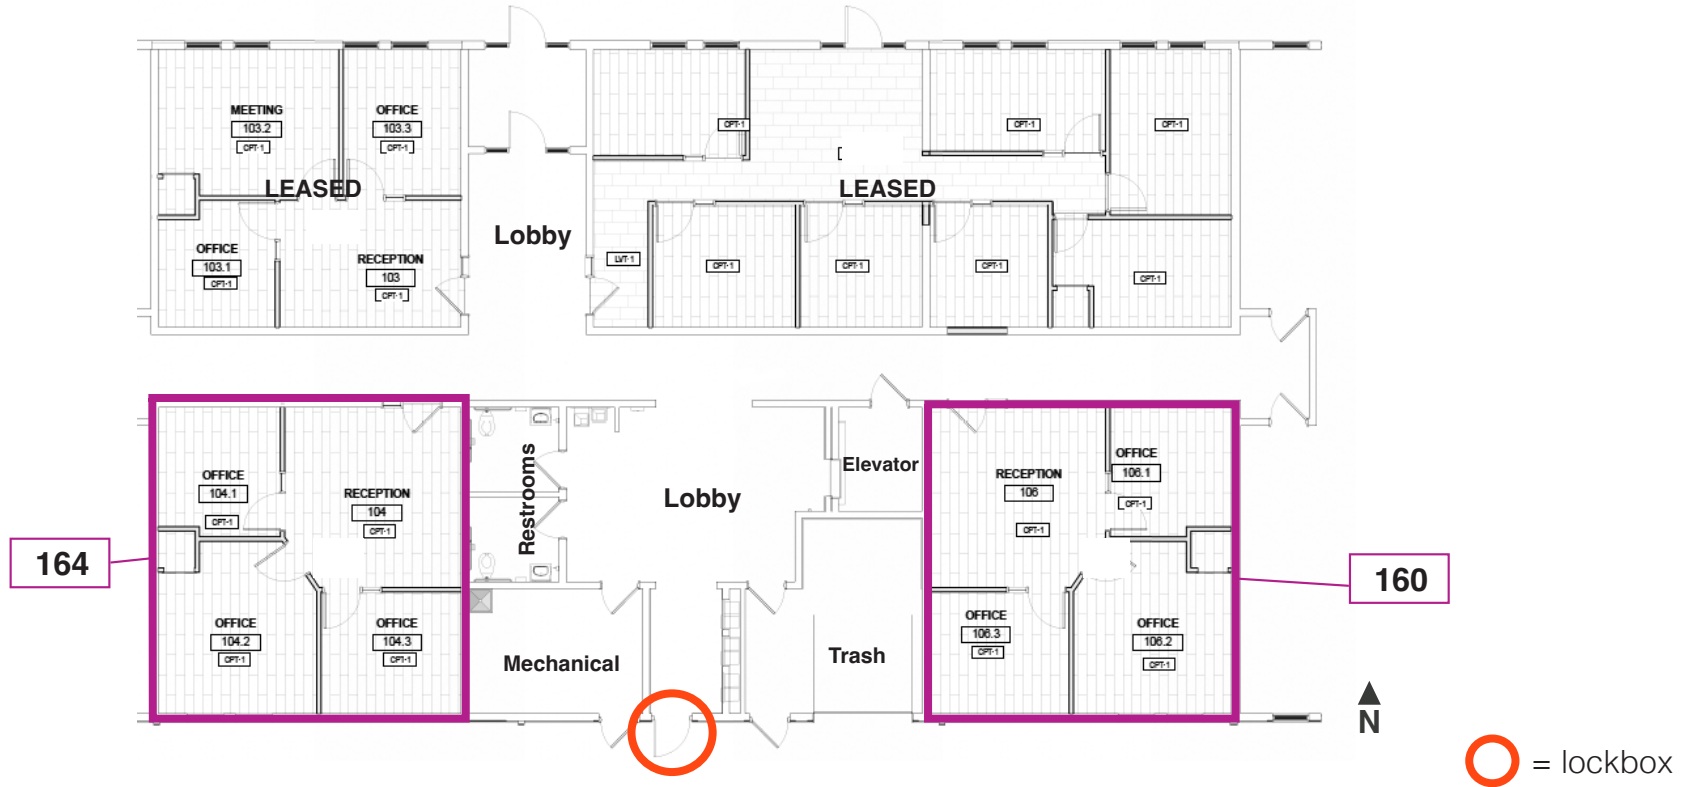 MEETING
103.2
CPT-1
OFFICE
103.3
CPT-1
LEASED
OFFICE
103.1
CPT-1
RECEPTION
103
CPT-1
Lobby
CPT-1
CPT-1
CPT-1
LEASED
LVT-1
CPT-1
CPT-1
CPT-1
CPT-1
OFFICE
104.1
CPT-1
RECEPTION
104
CPT-1
OFFICE
104.2
CPT-1
OFFICE
104.3
CPT-1
164
Restrooms
Mechanical
Lobby
Elevator
Trash
RECEPTION
106
CPT-1
OFFICE
106.1
CPT-1
OFFICE
106.3
CPT-1
OFFICE
106.2
CPT-1
160
N
= lockbox